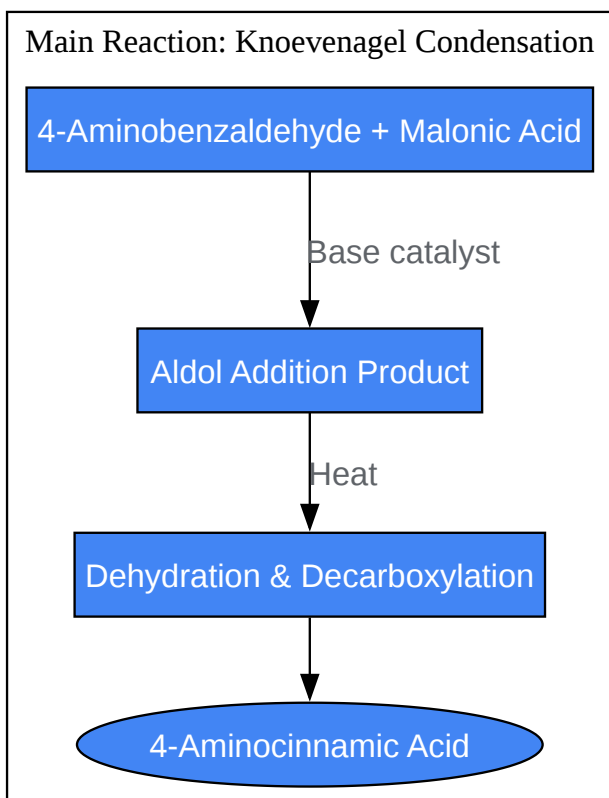 Main Reaction: Knoevenagel Condensation
4-Aminobenzaldehyde + Malonic Acid
Base catalyst
Aldol Addition Product
Heat
Dehydration & Decarboxylation
4-Aminocinnamic Acid